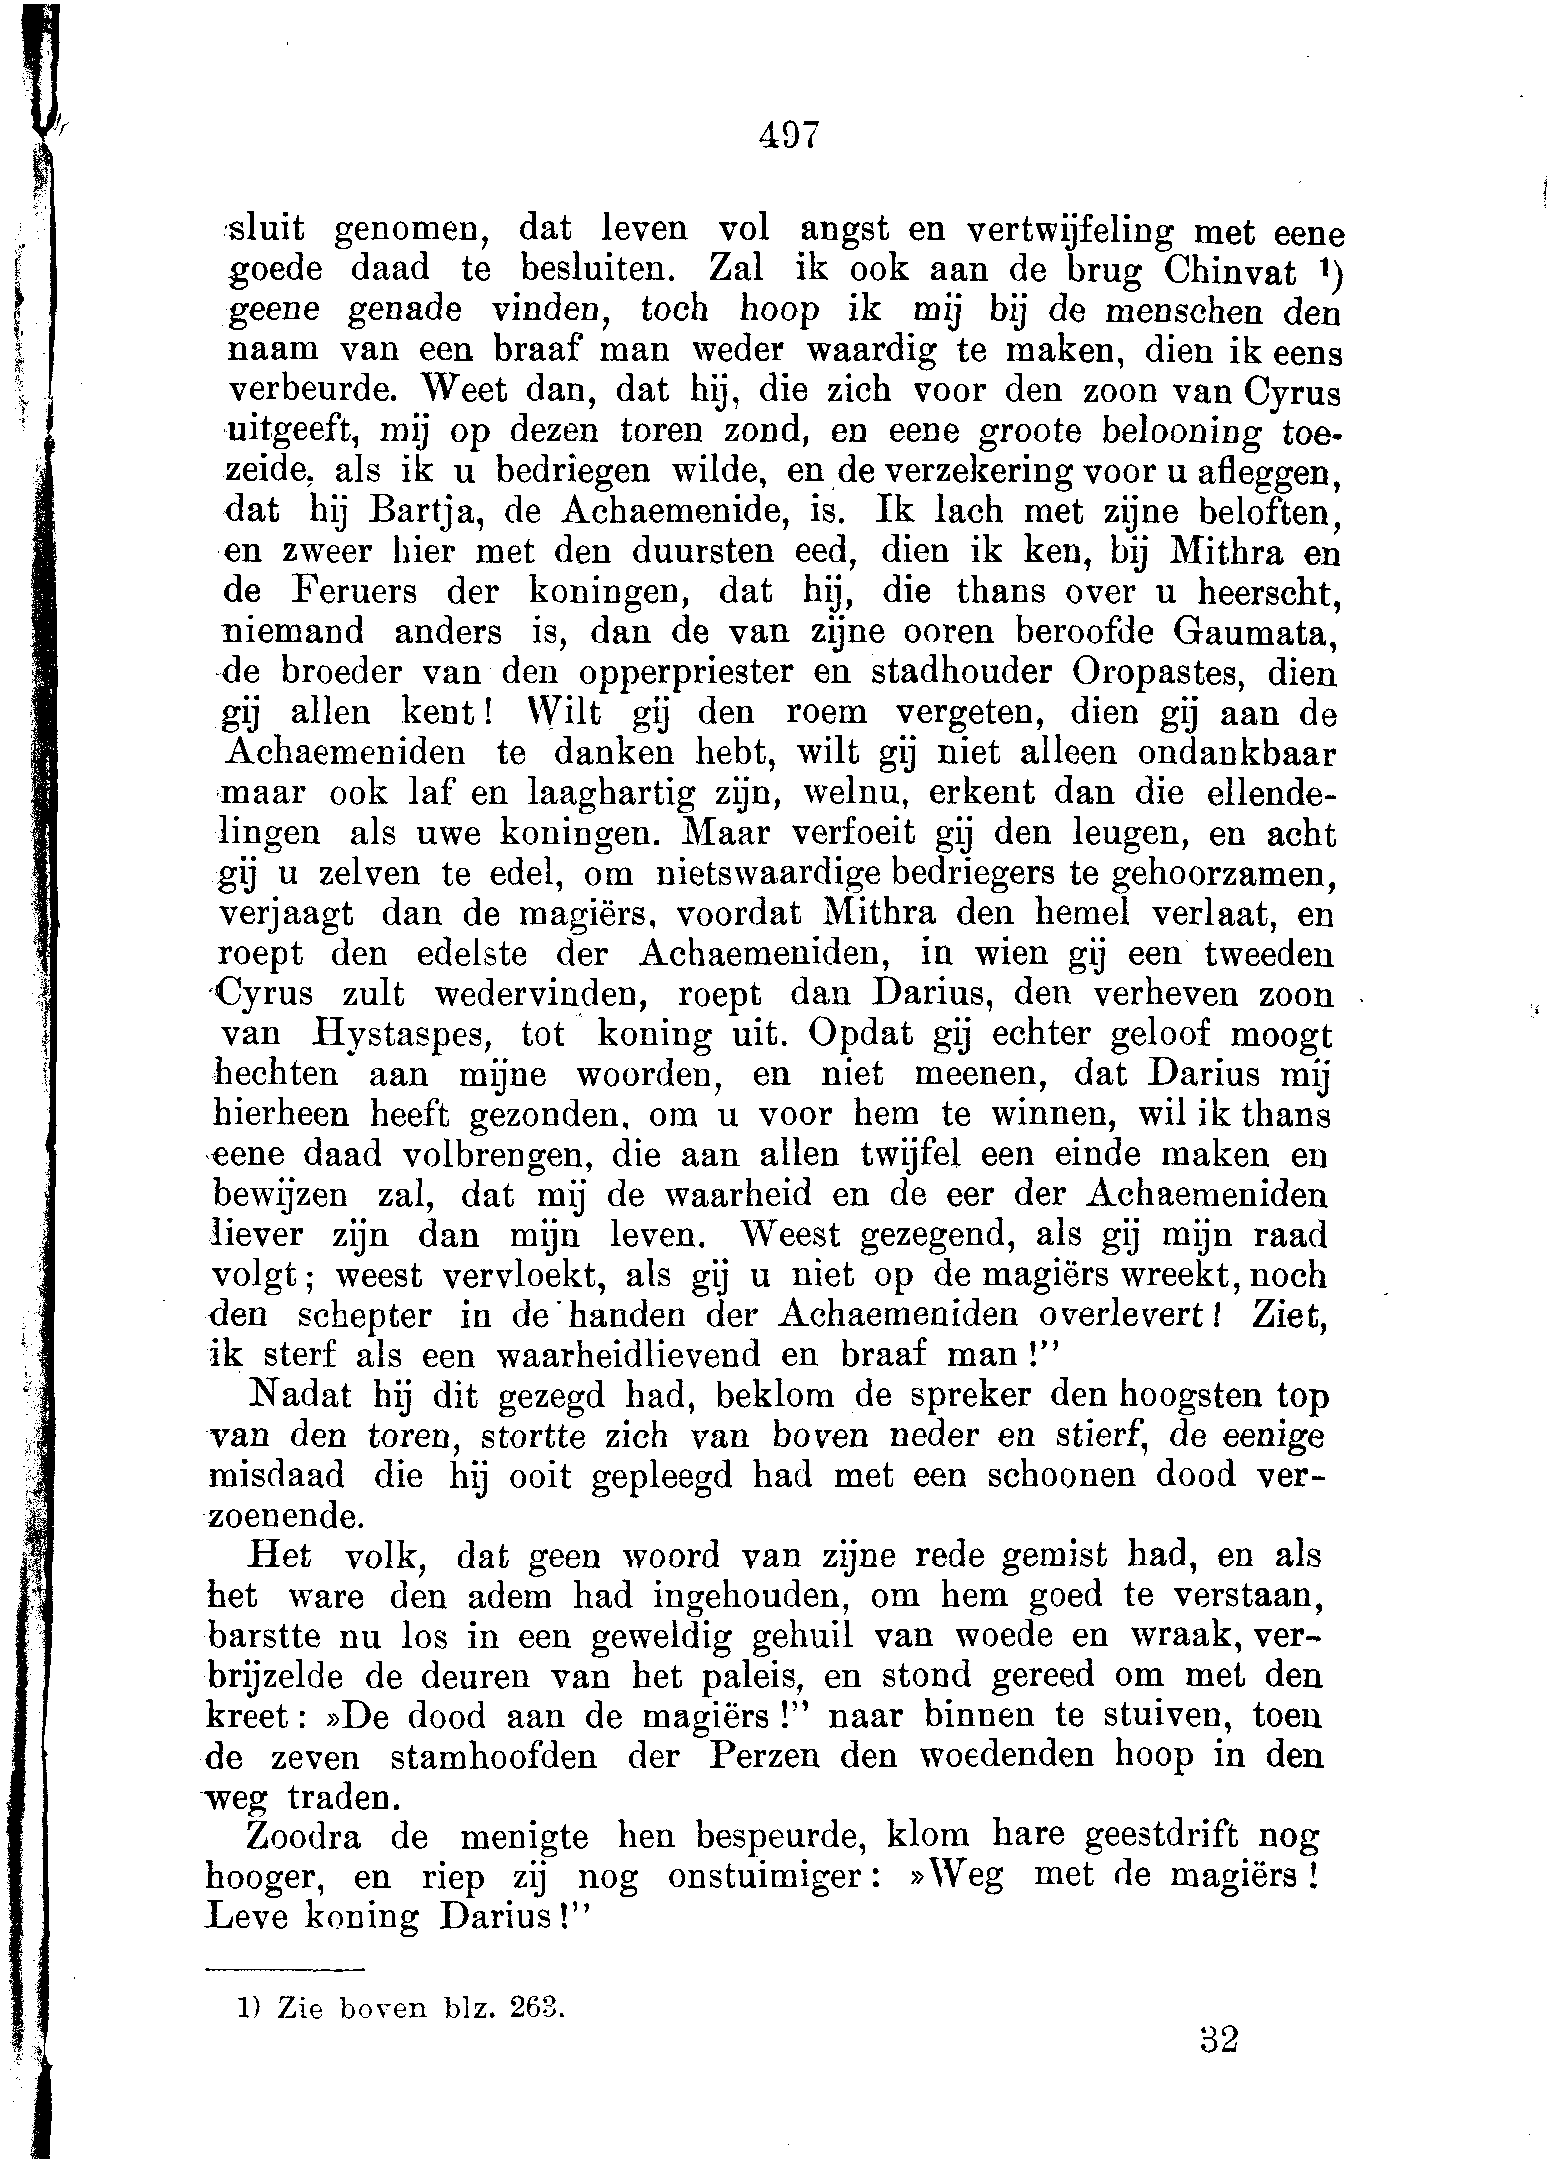 497
sluit genomen, dat leven vol angst en vertwijfeling met eene
goede daad te besluiten. Zal ik ook aan de brug Chinvat ¹)
geene genade vinden, toch hoop ik mij bij de menschen den
naam van een braaf man weder waardig te maken, dien ik eens
verbeurde. Weet dan, dat hij, die zich voor den zoon van Cyrus
uitgeeft, mij op dezen toren zond, en eene groote belooning toe-
zeide, als ik u bedriegen wilde, en de verzekering voor u afleggen,
dat hij Bartja, de Achaemenide, is. Ik lach met zijne beloften,
en zweer hier met den duursten eed, dien ik ken, bij Mithra en
de Feruers der koningen, dat hij, die thans over u heerscht,
niemand anders is, dan de van zijne ooren beroofde Gaumata,
de broeder van den opperpriester en stadhouder Oropastes, dien
gij allen kent! Wilt gij den roem vergeten, dien gij aan de
Achaemeniden te danken hebt, wilt gij niet alleen ondankbaar
maar ook laf en laaghartig zijn, welnu, erkent dan die ellende-
lingen als uwe koningen. Maar verfoeit gij den leugen, en acht
gij u zelven te edel, om nietswaardige bedriegers te gehoorzamen,
verjaagt dan de magiërs, voordat Mithra den hemel verlaat, en
roept den edelste der Achaemeniden, in wien gij een tweeden
Cyrus zult wedervinden, roept dan Darius, den verheven zoon
van Hystaspes, tot koning uit. Opdat gij echter geloof moogt
hechten aan mijne woorden, en niet meenen, dat Darius mij
hierheen heeft gezonden, om u voor hem te winnen, wil ik thans
eene daad volbrengen, die aan allen twijfel een einde maken en
bewijzen zal, dat mij de waarheid en de eer der Achaemeniden
liever zijn dan mijn leven. Weest gezegend, als gij mijn raad
volgt; weest vervloekt, als gij u niet op de magiërs wreekt, noch
den schepter in de handen der Achaemeniden overlevert! Ziet,
ik sterf als een waarheidlievend en braaf man!”
Nadat hij dit gezegd had, beklom de spreker den hoogsten top
van den toren, stortte zich van boven neder en stierf, de eenige
misdaad die hij ooit gepleegd had met een schoonen dood ver-
zoenende.
Het volk, dat geen woord van zijne rede gemist had, en als
het ware den adem had ingehouden, om hem goed te verstaan,
barstte nu los in een geweldig gehuil van woede en wraak, ver-
brijzelde de deuren van het paleis, en stond gereed om met den
kreet: »De dood aan de magiërs!” naar binnen te stuiven, toen
de zeven stamhoofden der Perzen den woedenden hoop in den
weg traden.
Zoodra de menigte hen bespeurde, klom hare geestdrift nog
hooger, en riep zij nog onstuimiger: »Weg met de magiërs!
Leve koning Darius!”
1) Zie boven blz. 263.
32